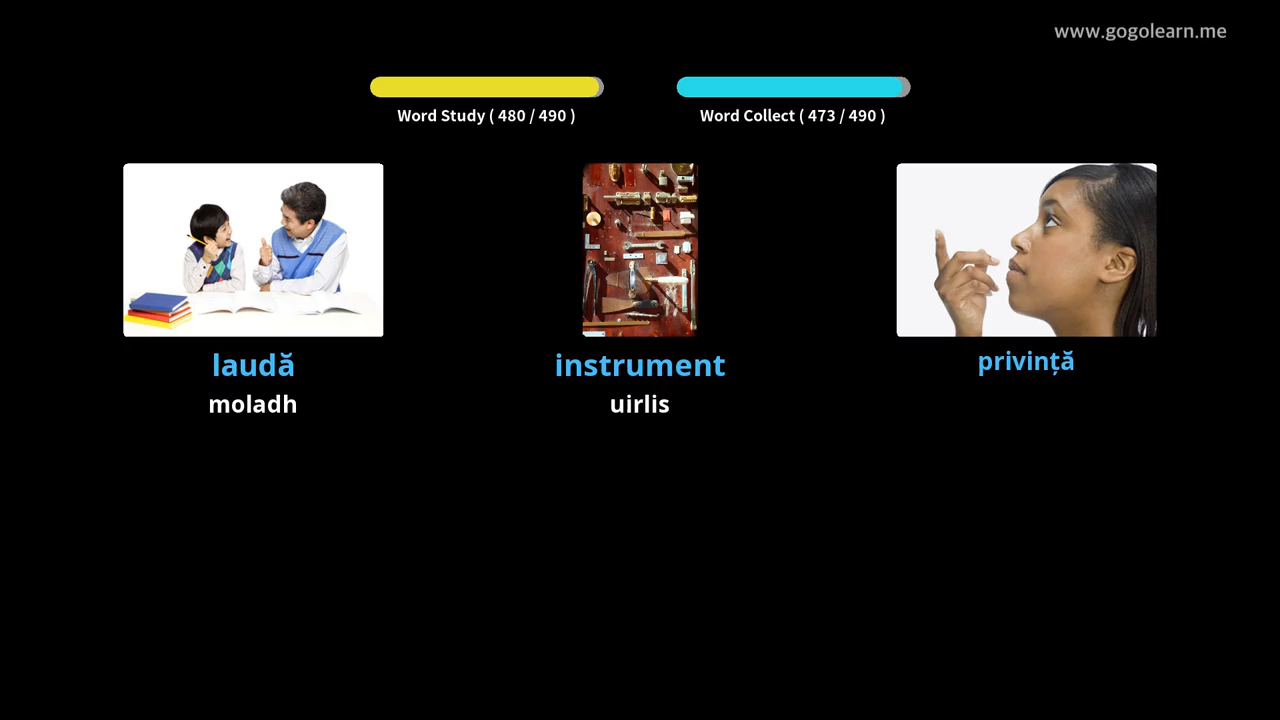 www.gogolearn.me
Word Study ( 480 / 490 )
Word Collect ( 473 / 490 )
laudă
moladh
instrument
uirlis
privință